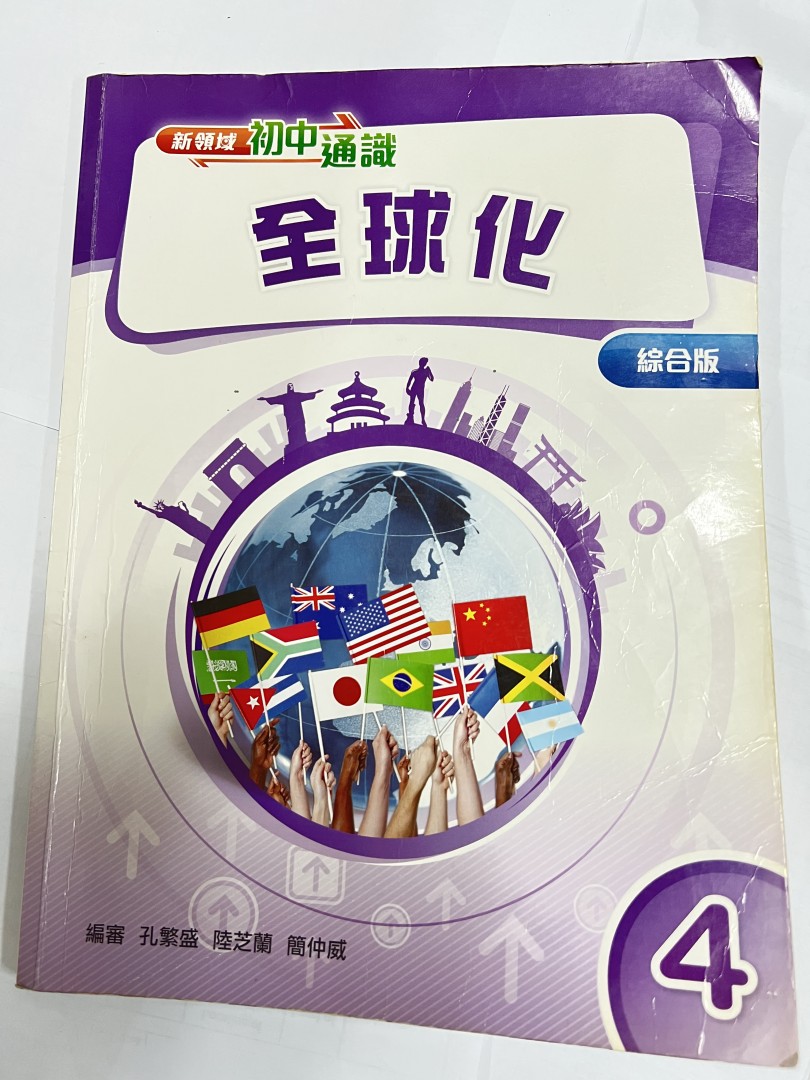 新領域 初中通識
全球化
綜合版
編審 孔繁盛 陸芝蘭 簡仲威
4